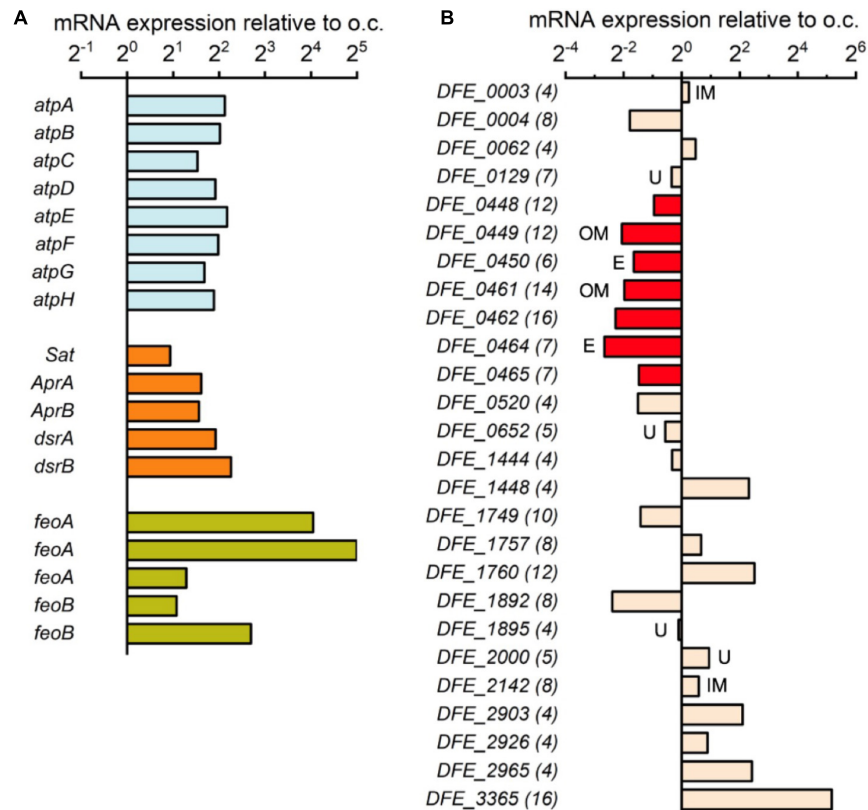 A
mRNA expression relative to o.c.
2-1 20 21 22 23 24 25
atpA
atpB
atpC
atpD
atpE
atpF
atpG
atpH
Sat
AprA
AprB
dsrA
dsrB
feoA
feoA
feoA
feoB
feoB
B
mRNA expression relative to o.c.
2-4 2-2 20 22 24 26
DFE_0003 (4) IM
DFE_0004 (8)
DFE_0062 (4)
DFE_0129 (7) U
DFE_0448 (12)
DFE_0449 (12) OM
DFE_0450 (6) E
DFE_0461 (14) OM
DFE_0462 (16)
DFE_0464 (7) E
DFE_0465 (7)
DFE_0520 (4)
DFE_0652 (5) U
DFE_1444 (4)
DFE_1448 (4)
DFE_1749 (10)
DFE_1757 (8)
DFE_1760 (12)
DFE_1892 (8)
DFE_1895 (4) U
DFE_2000 (5) U
DFE_2142 (8) IM
DFE_2903 (4)
DFE_2926 (4)
DFE_2965 (4)
DFE_3365 (16)